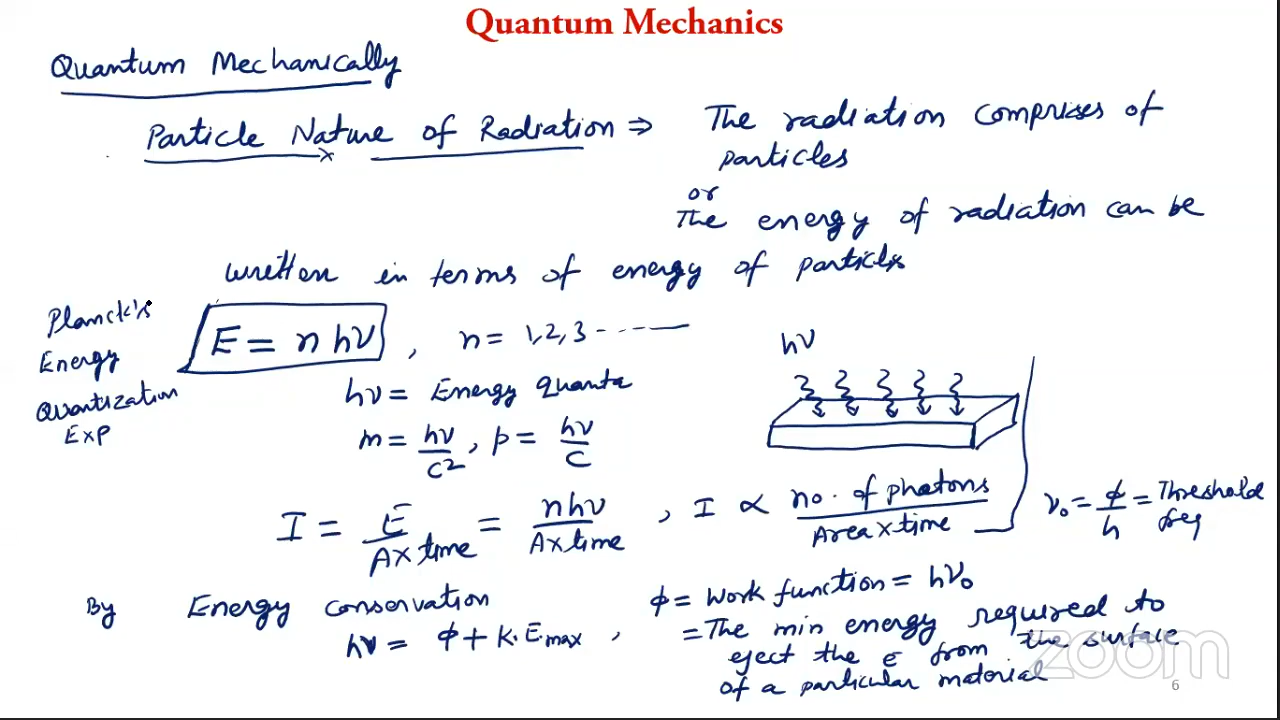 Quantum Mechanics
Quantum Mechanically
Particle Nature of Radiation ⇒ The radiation comprises of
particles
or
The energy of radiation can be
written in terms of energy of particles
Planck's
Energy
Quantization
Exp
E = nhν , n = 1,2,3 ------
hν
hν = Energy quanta
m = hν/c², p = hν/c
I = E/(A×time) = nhν/(A×time) , I ∝ no. of photons/(Area×time)
ν₀ = ϕ/h = Threshold
freq
By Energy conservation
hν = ϕ + K.E max ,
ϕ = Work function = hν₀
= The min energy required to
eject the e⁻ from the surface
of a particular material
zoom
6